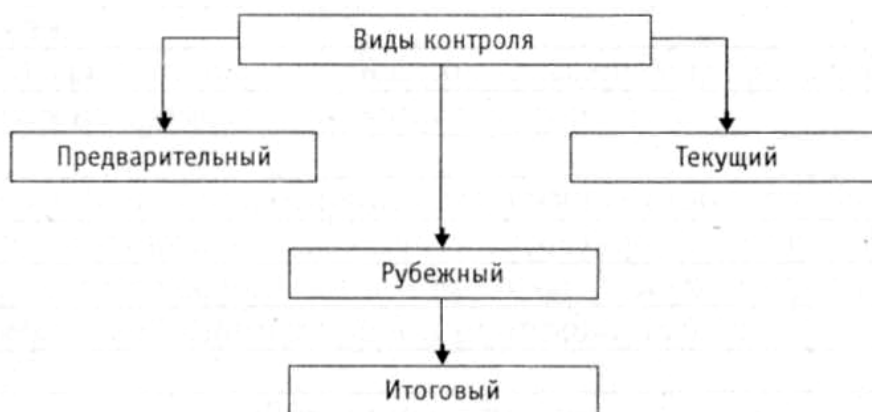 Виды контроля
Предварительный
Текущий
Рубежный
Итоговый